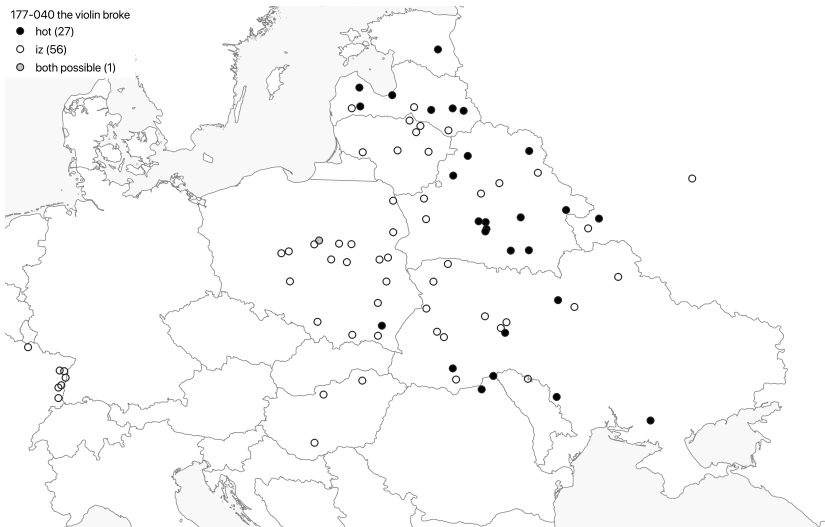 177-040 the violin broke
hot (27)
iz (56)
both possible (1)